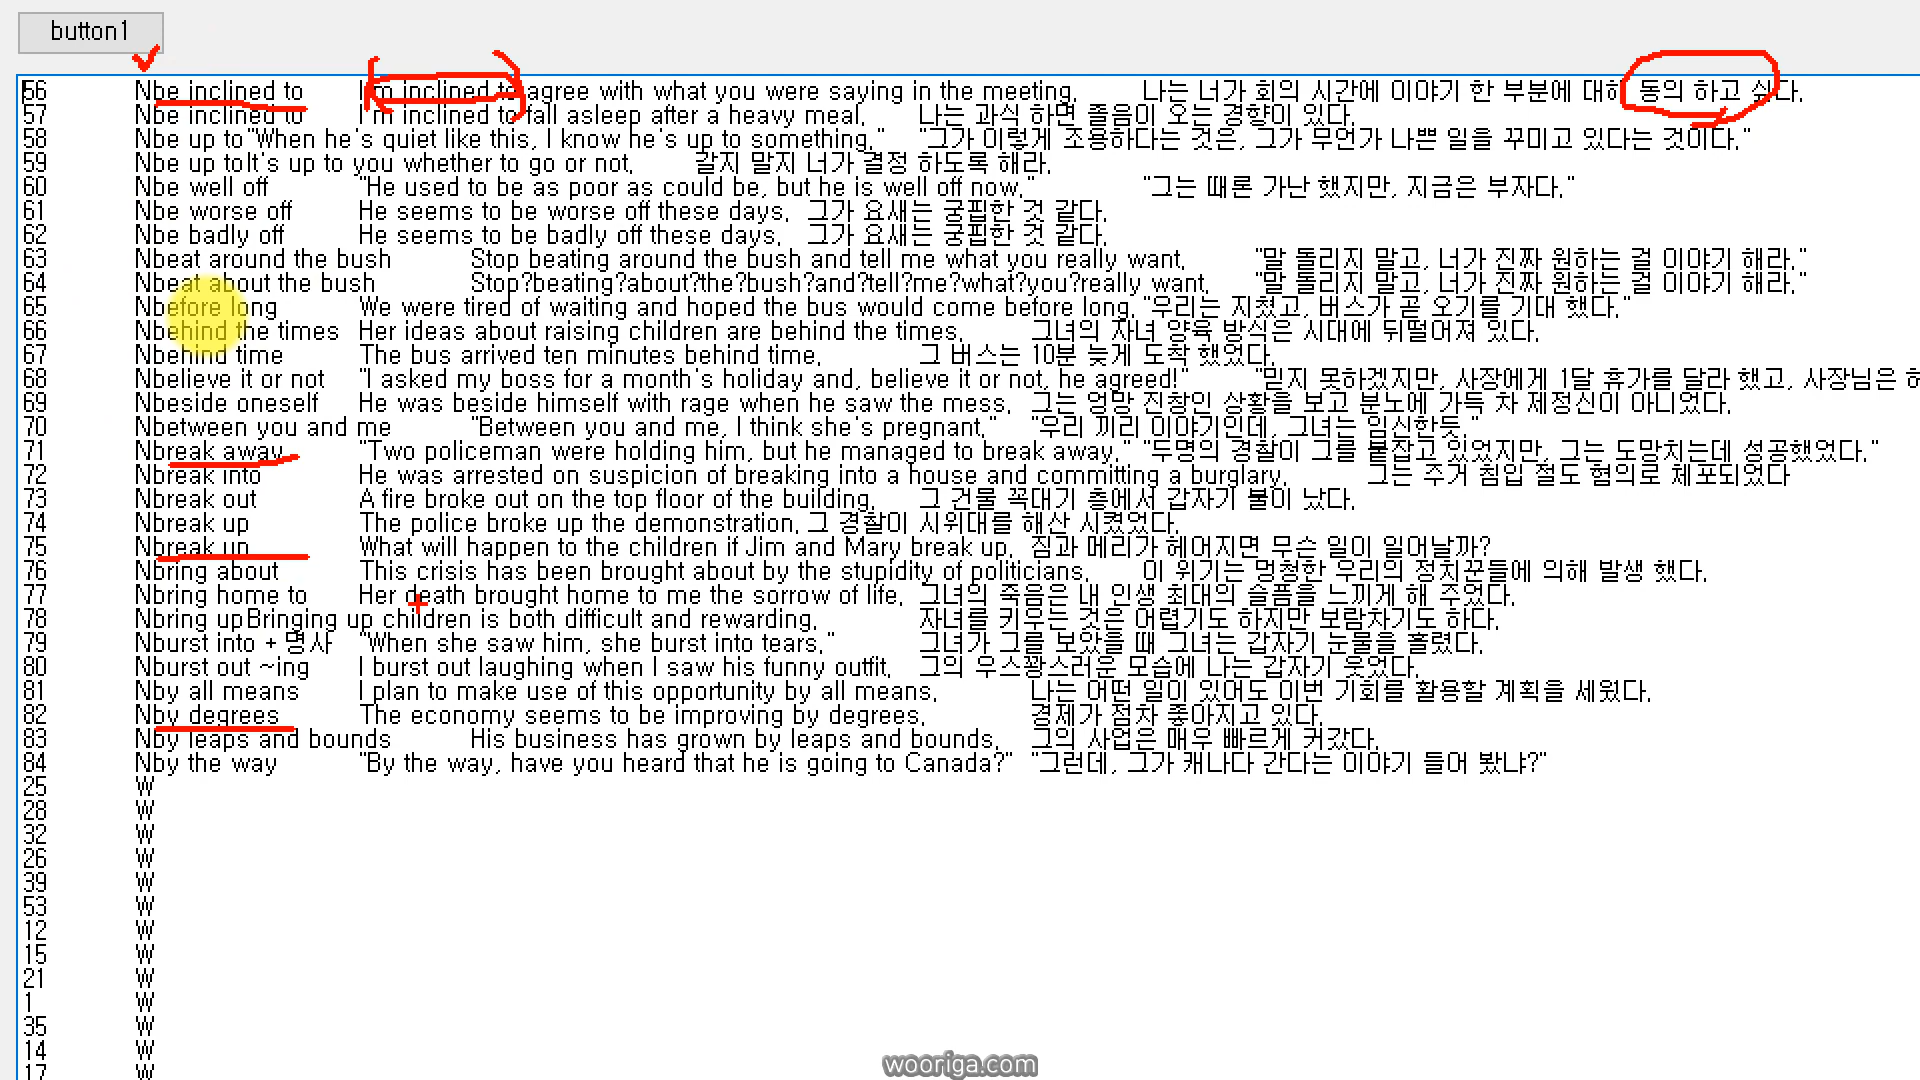 button1
56 Nbe inclined to I'm inclined to agree with what you were saying in the meeting. 나는 너가 회의 시간에 이야기 한 부분에 대해 동의 하고 싶다.
57 Nbe inclined to I'm inclined to fall asleep after a heavy meal. 나는 과식 하면 졸음이 오는 경향이 있다.
58 Nbe up to "When he's quiet like this, I know he's up to something." "그가 이렇게 조용하다는 것은, 그가 무언가 나쁜 일을 꾸미고 있다는 것이다."
59 Nbe up to It's up to you whether to go or not. 갈지 말지 너가 결정 하도록 해라.
60 Nbe well off "He used to be as poor as could be, but he is well off now." "그는 때론 가난 했지만, 지금은 부자다."
61 Nbe worse off He seems to be worse off these days. 그가 요새는 궁핍한 것 같다.
62 Nbe badly off He seems to be badly off these days. 그가 요새는 궁핍한 것 같다.
63 Nbeat around the bush Stop beating around the bush and tell me what you really want. "말 돌리지 말고, 너가 진짜 원하는 걸 이야기 해라."
64 Nbeat about the bush Stop?beating?about?the?bush?and?tell?me?what?you?really want. "말 돌리지 말고, 너가 진짜 원하는 걸 이야기 해라."
65 Nbefore long We were tired of waiting and hoped the bus would come before long. "우리는 지쳤고, 버스가 곧 오기를 기대 했다."
66 Nbehind the times Her ideas about raising children are behind the times. 그녀의 자녀 양육 방식은 시대에 뒤떨어져 있다.
67 Nbehind time The bus arrived ten minutes behind time. 그 버스는 10분 늦게 도착 했었다.
68 Nbelieve it or not "I asked my boss for a month's holiday and, believe it or not, he agreed!" "믿지 못하겠지만, 사장에게 1달 휴가를 달라 했고, 사장님은
69 Nbeside oneself He was beside himself with rage when he saw the mess. 그는 엉망 진창인 상황을 보고 분노에 가득 차 제정신이 아니었다.
70 Nbetween you and me "Between you and me, I think she's pregnant." "우리 끼리 이야기인데, 그녀는 임신한듯."
71 Nbreak away "Two policeman were holding him, but he managed to break away." "두명의 경찰이 그를 붙잡고 있었지만, 그는 도망치는데 성공했었다."
72 Nbreak into He was arrested on suspicion of breaking into a house and committing a burglary. 그는 주거 침입 절도 혐의로 체포되었다
73 Nbreak out A fire broke out on the top floor of the building. 그 건물 꼭대기 층에서 갑자기 불이 났다.
74 Nbreak up The police broke up the demonstration. 그 경찰이 시위대를 해산 시켰었다.
75 Nbreak up What will happen to the children if Jim and Mary break up. 짐과 메리가 헤어지면 무슨 일이 일어날까?
76 Nbring about This crisis has been brought about by the stupidity of politicians. 이 위기는 멍청한 우리의 정치꾼들에 의해 발생 했다.
77 Nbring home to Her death brought home to me the sorrow of life. 그녀의 죽음은 내 인생 최대의 슬픔을 느끼게 해 주었다.
78 Nbring up Bringing up children is both difficult and rewarding. 자녀를 키우는 것은 어렵기도 하지만 보람차기도 하다.
79 Nburst into + 명사 "When she saw him, she burst into tears." 그녀가 그를 보았을 때 그녀는 갑자기 눈물을 흘렸다.
80 Nburst out ~ing I burst out laughing when I saw his funny outfit. 그의 우스꽝스러운 모습에 나는 갑자기 웃었다.
81 Nby all means I plan to make use of this opportunity by all means. 나는 어떤 일이 있어도 이번 기회를 활용할 계획을 세웠다.
82 Nby degrees The economy seems to be improving by degrees. 경제가 점차 좋아지고 있다.
83 Nby leaps and bounds His business has grown by leaps and bounds. 그의 사업은 매우 빠르게 커갔다.
84 Nby the way "By the way, have you heard that he is going to Canada?" "그런데, 그가 캐나다 간다는 이야기 들어 봤냐?"
25 W
28 W
32 W
26 W
39 W
53 W
12 W
15 W
21 W
1 W
35 W
14 W
17 W
wooriga.com